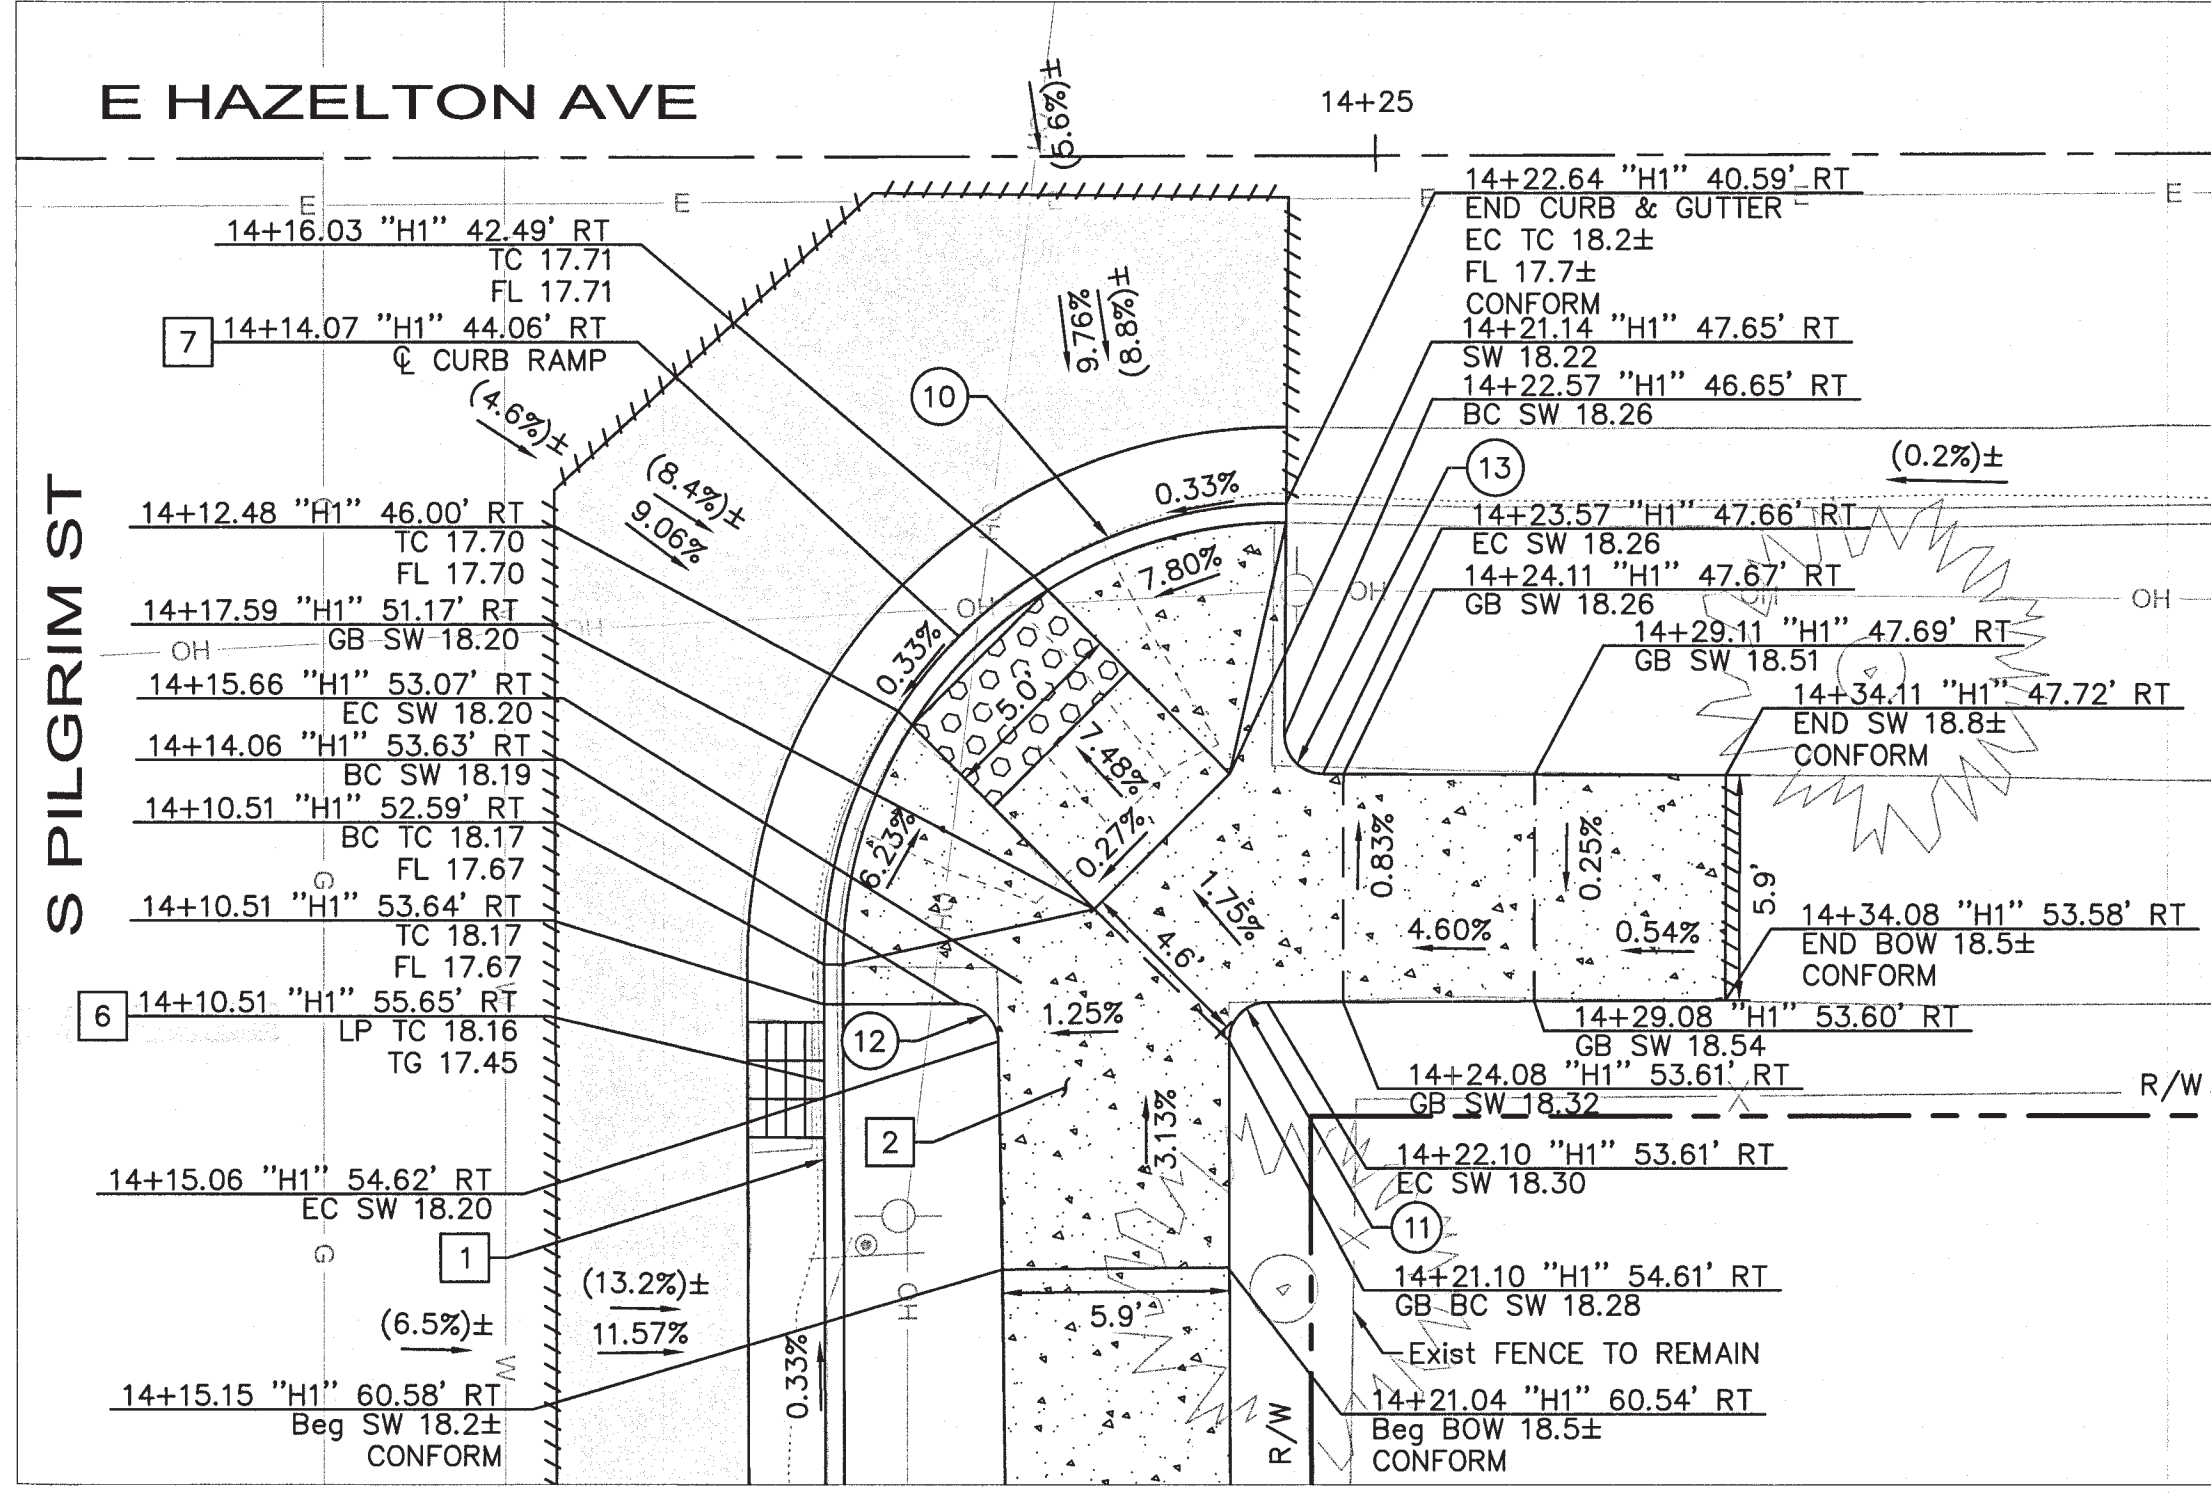 E HAZELTON AVE
S PILGRIM ST
(5.6%)±
14+25
14+16.03 "H1" 42.49' RT
TC 17.71
FL 17.71
7
14+14.07 "H1" 44.06' RT
℄ CURB RAMP
(4.6%)±
14+12.48 "H1" 46.00' RT
TC 17.70
FL 17.70
14+17.59 "H1" 51.17' RT
GB SW 18.20
14+15.66 "H1" 53.07' RT
EC SW 18.20
14+14.06 "H1" 53.63' RT
BC SW 18.19
14+10.51 "H1" 52.59' RT
BC TC 18.17
FL 17.67
14+10.51 "H1" 53.64' RT
TC 18.17
FL 17.67
6
14+10.51 "H1" 55.65' RT
LP TC 18.16
TG 17.45
14+15.06 "H1" 54.62' RT
EC SW 18.20
1
(6.5%)±
(13.2%)±
11.57%
14+15.15 "H1" 60.58' RT
Beg SW 18.2±
CONFORM
9.76%
(8.8%)±
10
(8.4%)±
9.06%
0.33%
0.33%
7.80%
5.0'
7.48%
0.27%
6.23%
1.75%
4.6'
1.25%
12
2
3.13%
5.9'
0.33%
0.83%
0.25%
4.60%
0.54%
5.9'
14+22.64 "H1" 40.59' RT
END CURB & GUTTER
EC TC 18.2±
FL 17.7±
CONFORM
14+21.14 "H1" 47.65' RT
SW 18.22
14+22.57 "H1" 46.65' RT
BC SW 18.26
13
(0.2%)±
14+23.57 "H1" 47.66' RT
EC SW 18.26
14+24.11 "H1" 47.67' RT
GB SW 18.26
14+29.11 "H1" 47.69' RT
GB SW 18.51
14+34.11 "H1" 47.72' RT
END SW 18.8±
CONFORM
14+34.08 "H1" 53.58' RT
END BOW 18.5±
CONFORM
14+29.08 "H1" 53.60' RT
GB SW 18.54
14+24.08 "H1" 53.61' RT
GB SW 18.32
R/W
14+22.10 "H1" 53.61' RT
EC SW 18.30
11
14+21.10 "H1" 54.61' RT
GB BC SW 18.28
Exist FENCE TO REMAIN
14+21.04 "H1" 60.54' RT
Beg BOW 18.5±
CONFORM
R/W
E
E
E
E
E
OH
OH
OH
OH
OH
OH
OH
G
G
G
W